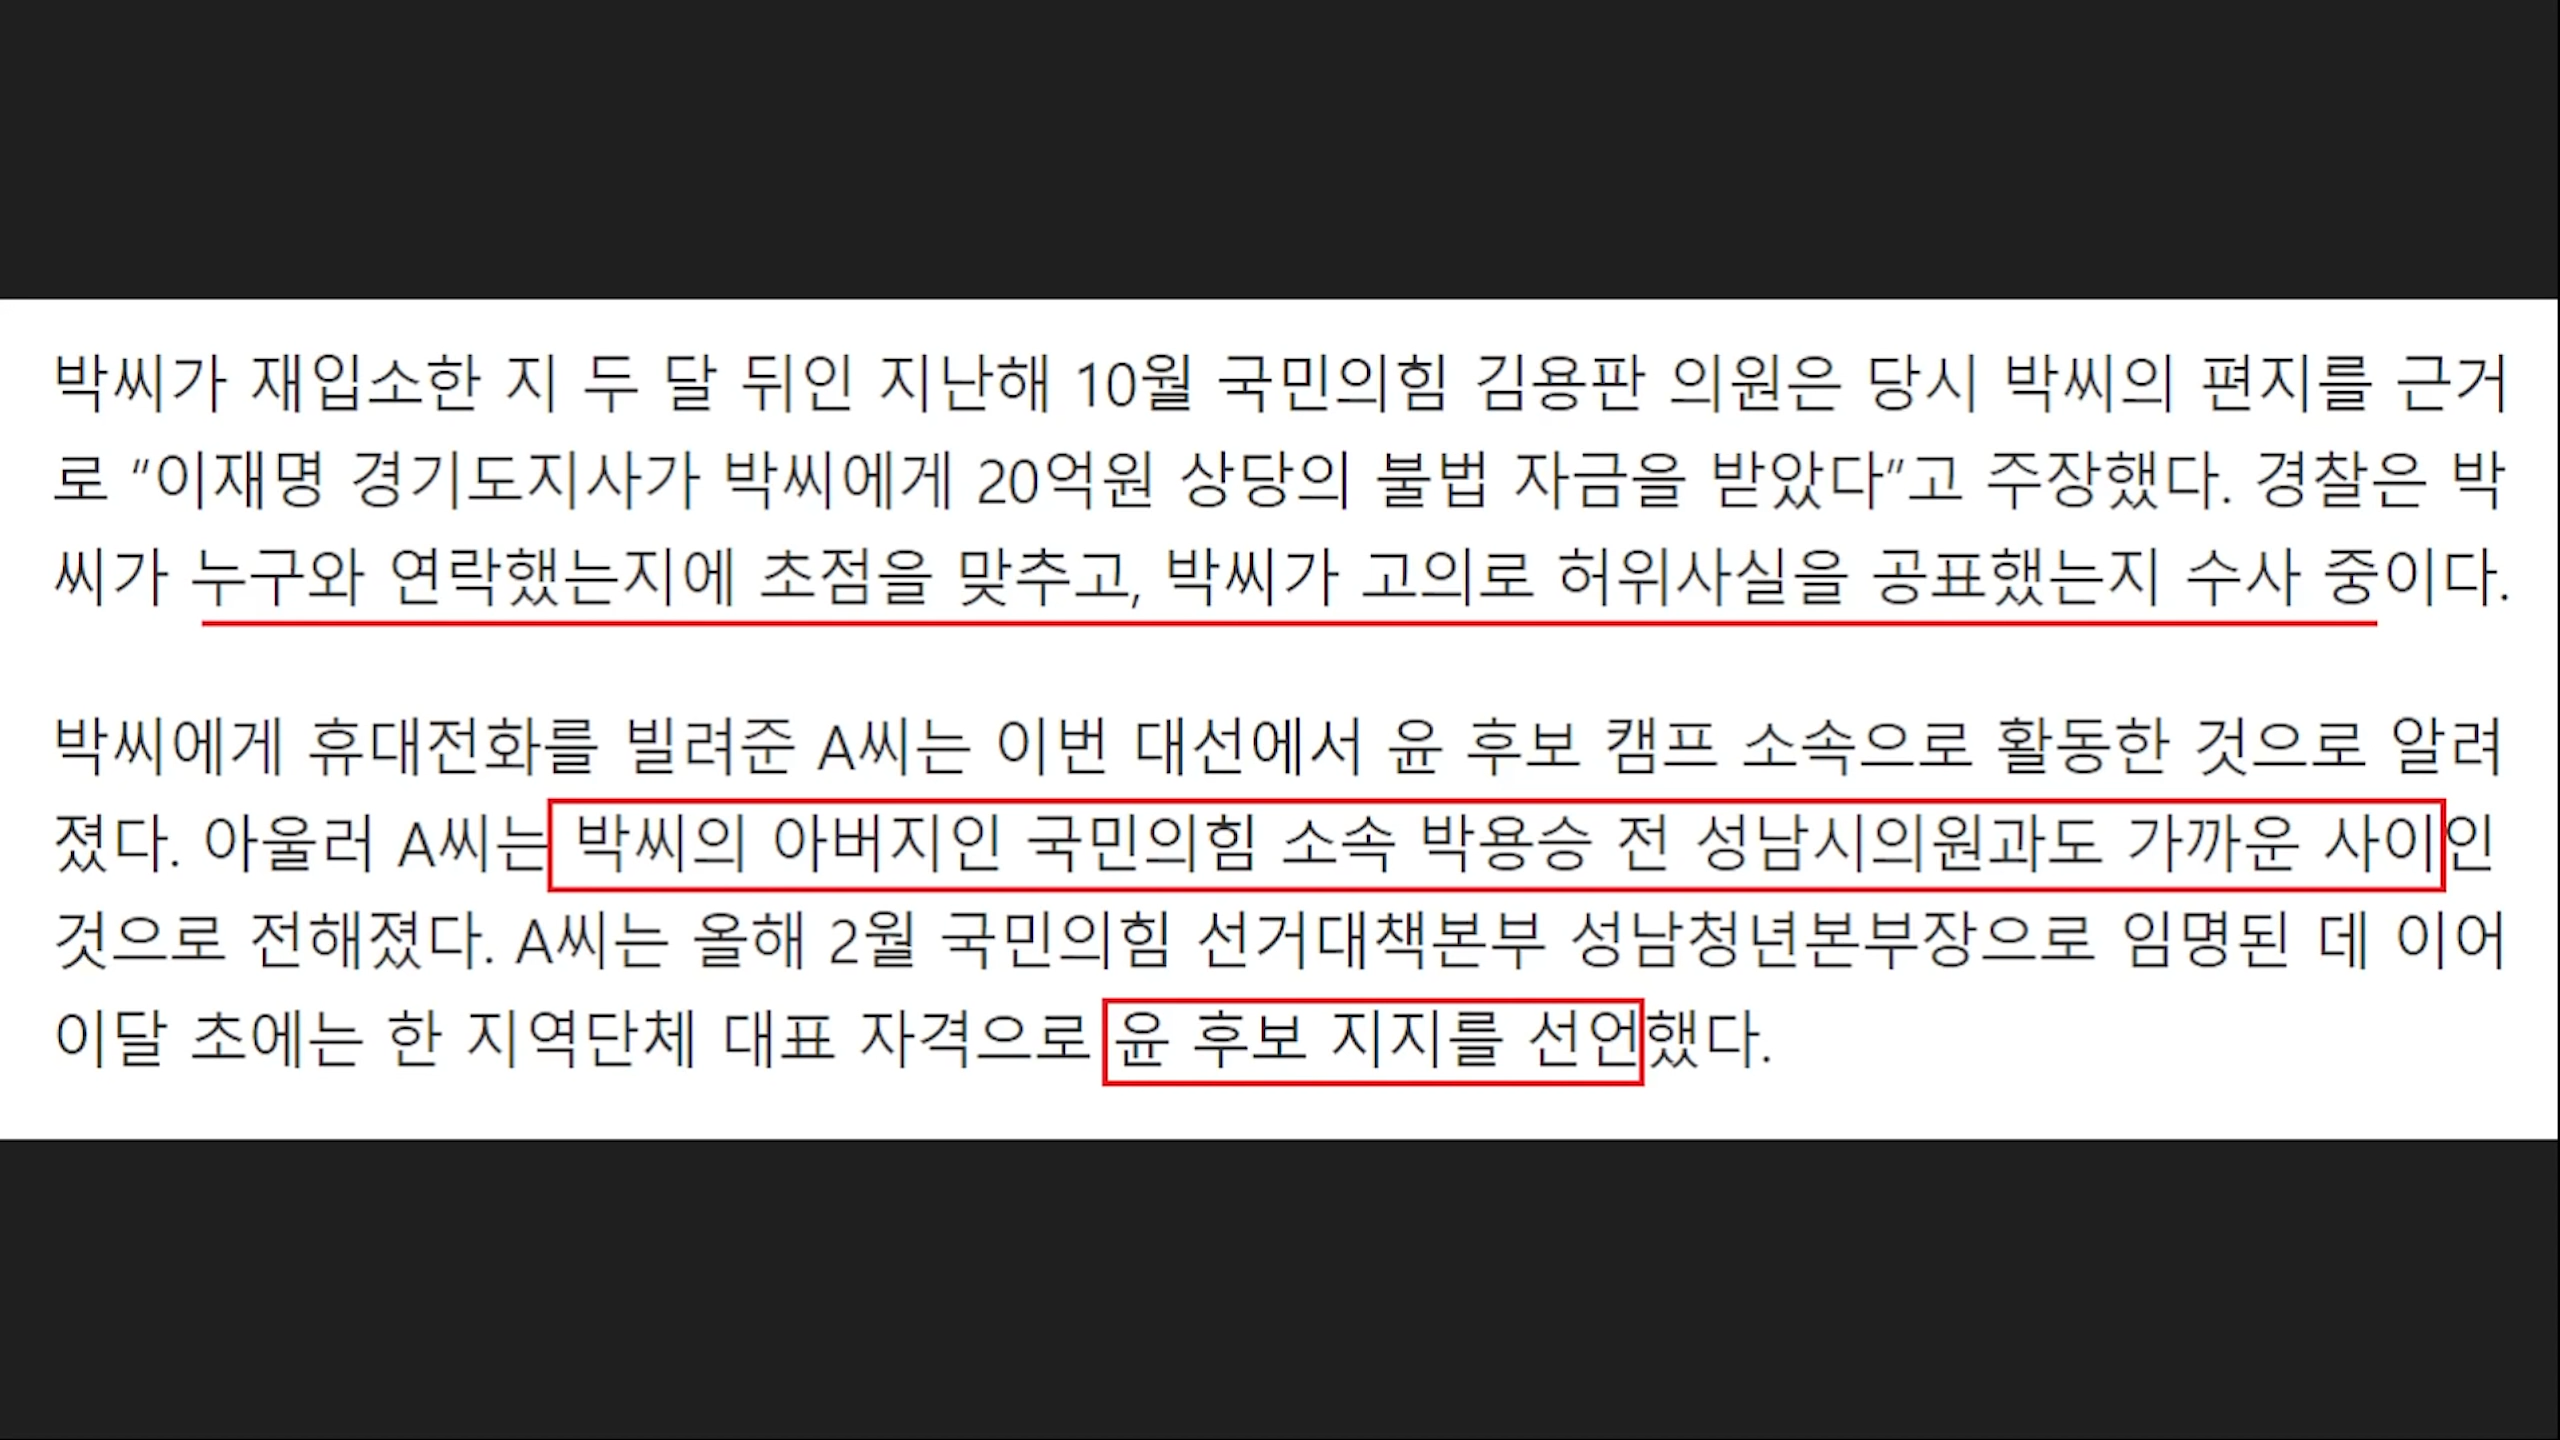 박씨가 재입소한 지 두 달 뒤인 지난해 10월 국민의힘 김용판 의원은 당시 박씨의 편지를 근거
로 “이재명 경기도지사가 박씨에게 20억원 상당의 불법 자금을 받았다”고 주장했다. 경찰은 박
씨가 누구와 연락했는지에 초점을 맞추고, 박씨가 고의로 허위사실을 공표했는지 수사 중이다.
박씨에게 휴대전화를 빌려준 A씨는 이번 대선에서 윤 후보 캠프 소속으로 활동한 것으로 알려
졌다. 아울러 A씨는 박씨의 아버지인 국민의힘 소속 박용승 전 성남시의원과도 가까운 사이인
것으로 전해졌다. A씨는 올해 2월 국민의힘 선거대책본부 성남청년본부장으로 임명된 데 이어
이달 초에는 한 지역단체 대표 자격으로 윤 후보 지지를 선언했다.